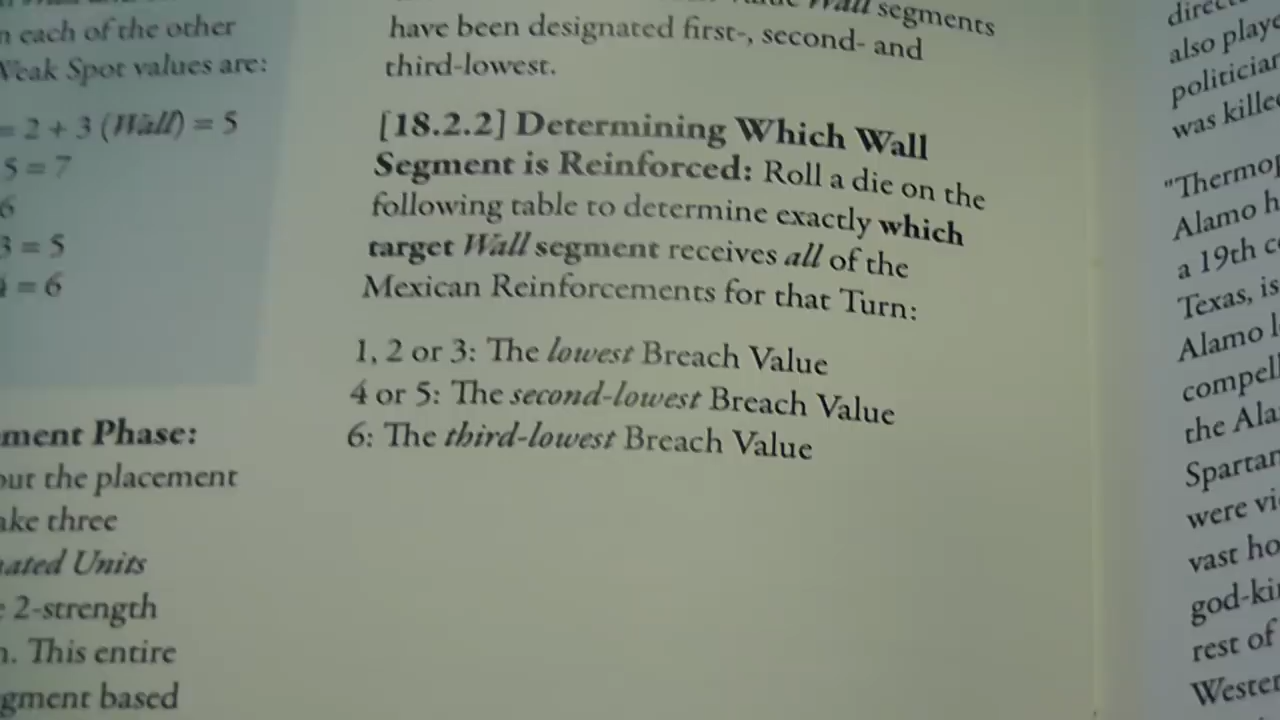 n each of the other
Weak Spot values are:
= 2 + 3 (Wall) = 5
5 = 7
6
3 = 5
= 6
ment Phase:
out the placement
ake three
nated Units
2-strength
n. This entire
gment based
Wall segments
have been designated first-, second- and
third-lowest.
[18.2.2] Determining Which Wall
Segment is Reinforced: Roll a die on the
following table to determine exactly which
target Wall segment receives all of the
Mexican Reinforcements for that Turn:
1, 2 or 3: The lowest Breach Value
4 or 5: The second-lowest Breach Value
6: The third-lowest Breach Value
direc
also playe
politician
was kille
"Thermop
Alamo h
a 19th c
Texas, is
Alamo l
compell
the Ala
Spartan
were vi
vast ho
god-ki
rest of
Wester